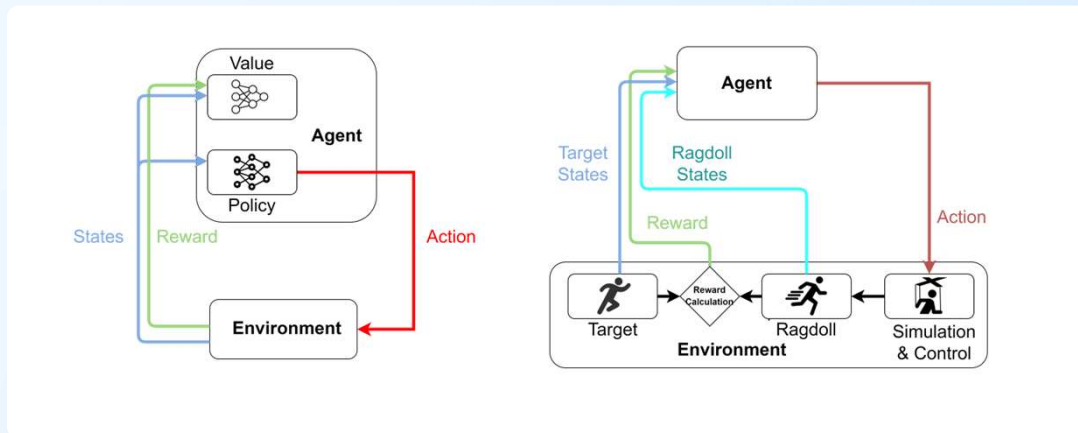 Value
Agent
Policy
States
Reward
Action
Environment
Agent
Target
States
Ragdoll
States
Reward
Action
Reward
Calculation
Target
Ragdoll
Simulation
& Control
Environment